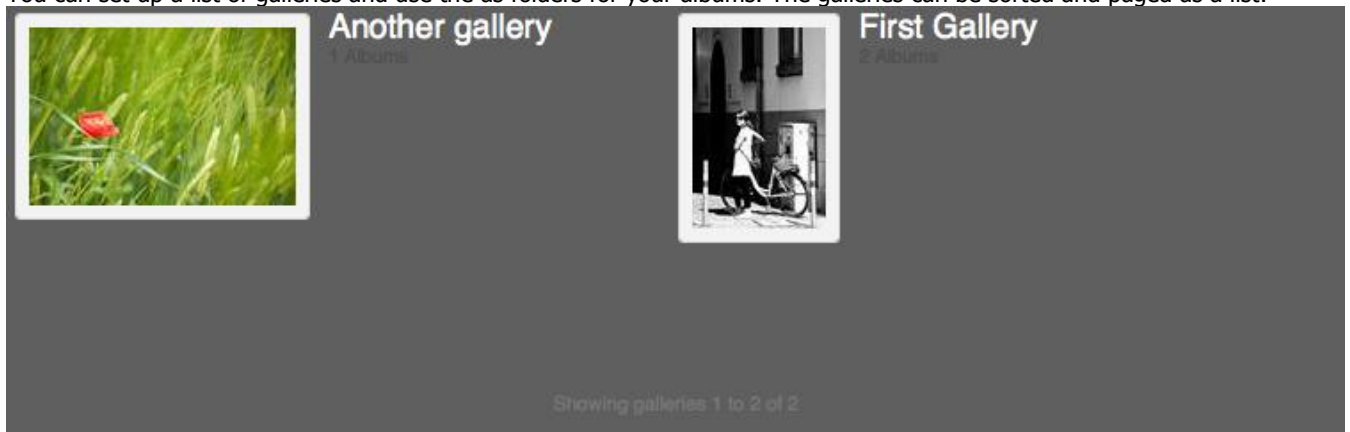 You can set up a list of galleries and use the as folders for your albums. The galleries can be sorted and paged as a list.
Another gallery
1 Albums
First Gallery
2 Albums
Showing galleries 1 to 2 of 2